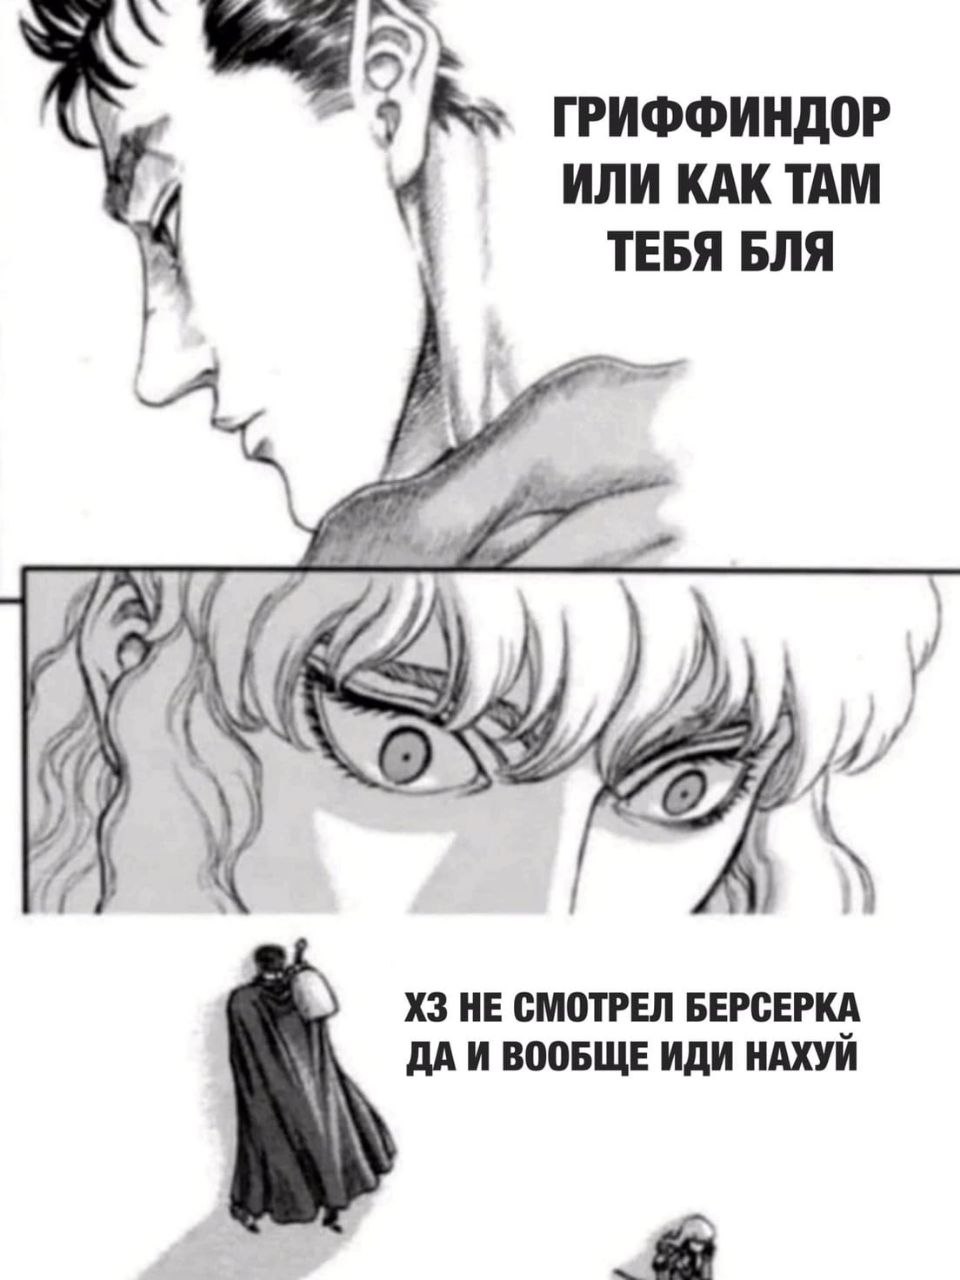 ГРИФФИНДОР
ИЛИ КАК ТАМ
ТЕБЯ БЛЯ
ХЗ НЕ СМОТРЕЛ БЕРСЕРКА
ДА И ВООБЩЕ ИДИ НАХУЙ